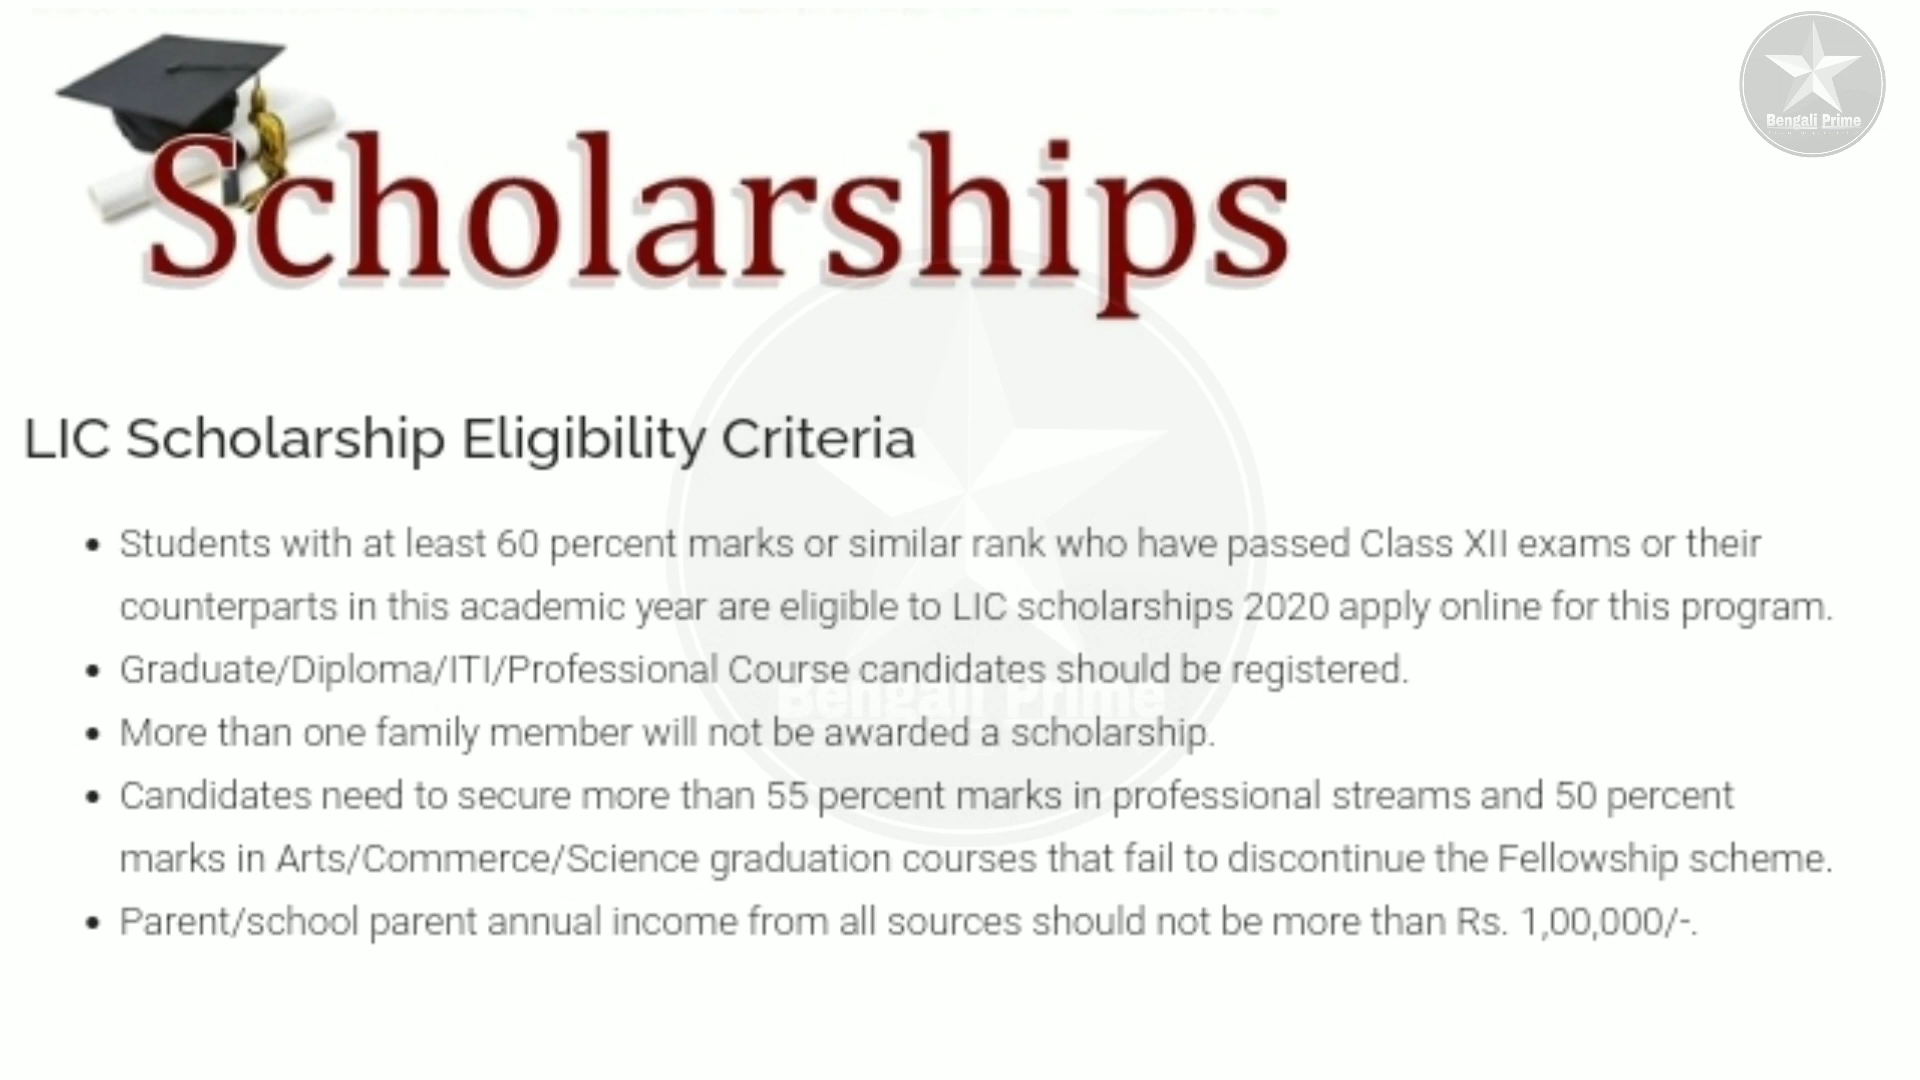 Bengali Prime
Scholarships
LIC Scholarship Eligibility Criteria
• Students with at least 60 percent marks or similar rank who have passed Class XII exams or their
counterparts in this academic year are eligible to LIC scholarships 2020 apply online for this program.
• Graduate/Diploma/ITI/Professional Course candidates should be registered.
Bengali Prime
• More than one family member will not be awarded a scholarship.
• Candidates need to secure more than 55 percent marks in professional streams and 50 percent
marks in Arts/Commerce/Science graduation courses that fail to discontinue the Fellowship scheme.
• Parent/school parent annual income from all sources should not be more than Rs. 1,00,000/-.